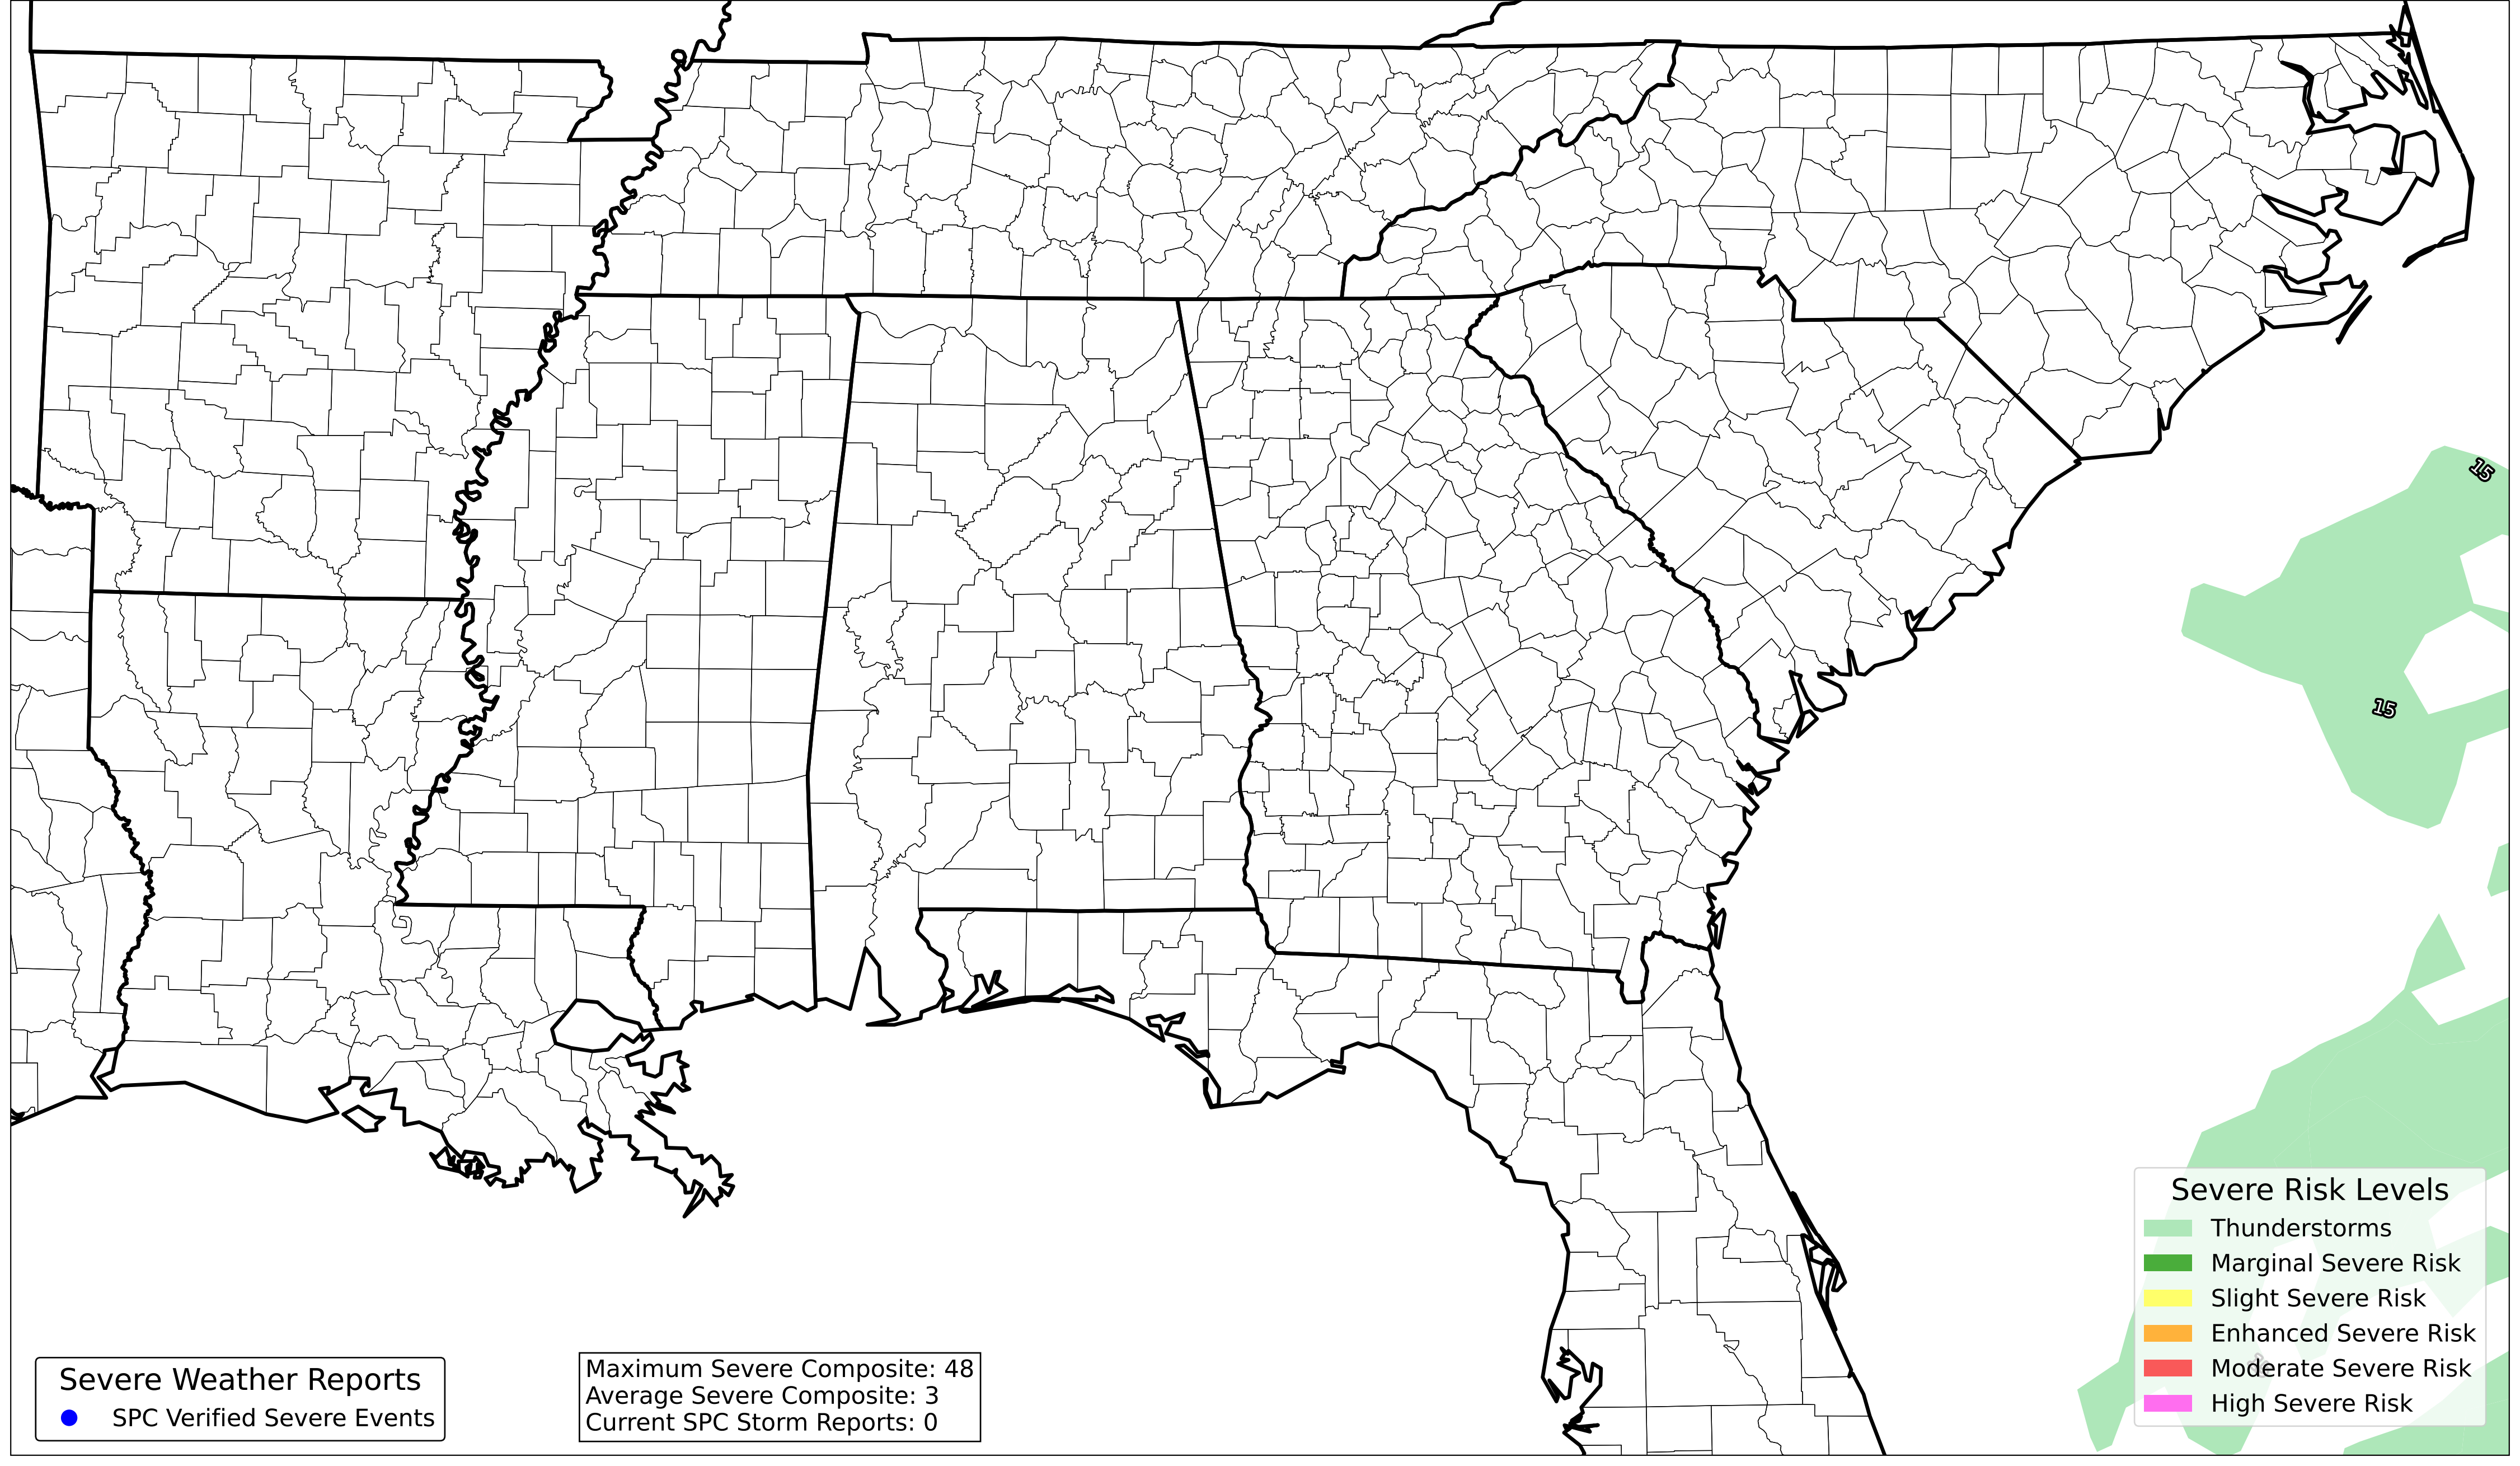 15
15
Severe Risk Levels
Thunderstorms
Marginal Severe Risk
Slight Severe Risk
Enhanced Severe Risk
Moderate Severe Risk
High Severe Risk
Severe Weather Reports
SPC Verified Severe Events
Maximum Severe Composite: 48
Average Severe Composite: 3
Current SPC Storm Reports: 0